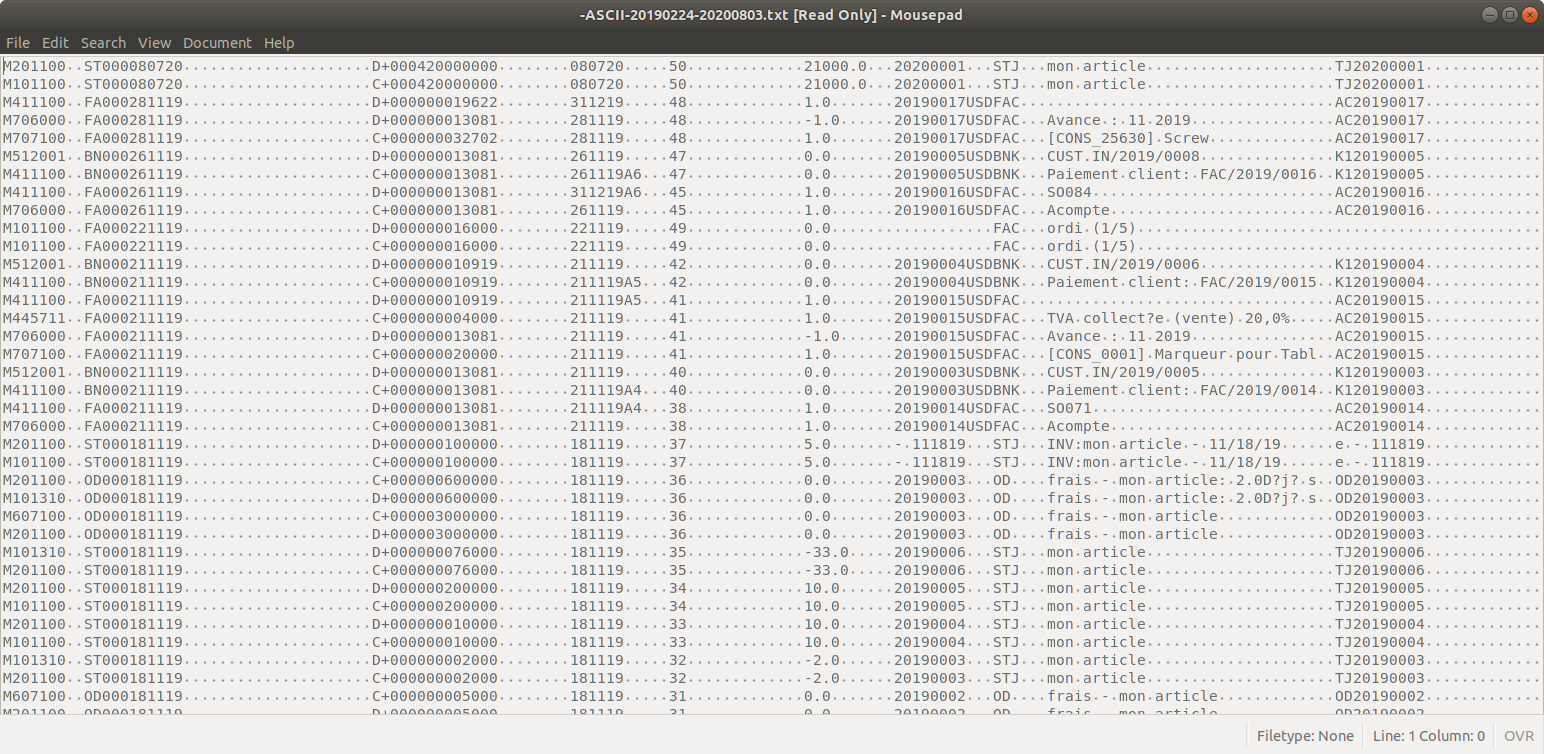 -ASCII-20190224-20200803.txt [Read Only] - Mousepad
File Edit Search View Document Help
M201100  ST000080720 D+000420000000 080720 50 21000.0 20200001 STJ mon article TJ20200001
M101100  ST000080720 C+000420000000 080720 50 21000.0 20200001 STJ mon article TJ20200001
M411100  FA000281119 D+000000019622 311219 48 1.0 20190017USDFAC AC20190017
M706000  FA000281119 D+000000013081 281119 48 -1.0 20190017USDFAC Avance : 11 2019 AC20190017
M707100  FA000281119 C+000000032702 281119 48 1.0 20190017USDFAC [CONS_25630] Screw AC20190017
M512001  BN000261119 D+000000013081 261119 47 0.0 20190005USDBNK CUST.IN/2019/0008 K120190005
M411100  BN000261119 C+000000013081 261119A6 47 0.0 20190005USDBNK Paiement client: FAC/2019/0016 K120190005
M411100  FA000261119 D+000000013081 311219A6 45 1.0 20190016USDFAC SO084 AC20190016
M706000  FA000261119 C+000000013081 261119 45 1.0 20190016USDFAC Acompte AC20190016
M101100  FA000221119 D+000000016000 221119 49 0.0 FAC ordi (1/5)
M101100  FA000221119 C+000000016000 221119 49 0.0 FAC ordi (1/5)
M512001  BN000211119 D+000000010919 211119 42 0.0 20190004USDBNK CUST.IN/2019/0006 K120190004
M411100  BN000211119 C+000000010919 211119A5 42 0.0 20190004USDBNK Paiement client: FAC/2019/0015 K120190004
M411100  FA000211119 D+000000010919 211119A5 41 1.0 20190015USDFAC AC20190015
M445711  FA000211119 C+000000004000 211119 41 1.0 20190015USDFAC TVA collect?e (vente) 20,0% AC20190015
M706000  FA000211119 D+000000013081 211119 41 -1.0 20190015USDFAC Avance : 11 2019 AC20190015
M707100  FA000211119 C+000000020000 211119 41 1.0 20190015USDFAC [CONS_0001] Marqueur pour Tabl AC20190015
M512001  BN000211119 D+000000013081 211119 40 0.0 20190003USDBNK CUST.IN/2019/0005 K120190003
M411100  BN000211119 C+000000013081 211119A4 40 0.0 20190003USDBNK Paiement client: FAC/2019/0014 K120190003
M411100  FA000211119 D+000000013081 211119A4 38 1.0 20190014USDFAC SO071 AC20190014
M706000  FA000211119 C+000000013081 211119 38 1.0 20190014USDFAC Acompte AC20190014
M201100  ST000181119 D+000000100000 181119 37 5.0 - 111819 STJ INV:mon article - 11/18/19 e - 111819
M101100  ST000181119 C+000000100000 181119 37 5.0 - 111819 STJ INV:mon article - 11/18/19 e - 111819
M201100  OD000181119 C+000000600000 181119 36 0.0 20190003 OD frais - mon article: 2.0D?j? s OD20190003
M101310  OD000181119 D+000000600000 181119 36 0.0 20190003 OD frais - mon article: 2.0D?j? s OD20190003
M607100  OD000181119 C+000003000000 181119 36 0.0 20190003 OD frais - mon article OD20190003
M201100  OD000181119 D+000003000000 181119 36 0.0 20190003 OD frais - mon article OD20190003
M101310  ST000181119 D+000000076000 181119 35 -33.0 20190006 STJ mon article TJ20190006
M201100  ST000181119 C+000000076000 181119 35 -33.0 20190006 STJ mon article TJ20190006
M201100  ST000181119 D+000000200000 181119 34 10.0 20190005 STJ mon article TJ20190005
M101100  ST000181119 C+000000200000 181119 34 10.0 20190005 STJ mon article TJ20190005
M201100  ST000181119 D+000000010000 181119 33 10.0 20190004 STJ mon article TJ20190004
M101100  ST000181119 C+000000010000 181119 33 10.0 20190004 STJ mon article TJ20190004
M101310  ST000181119 D+000000002000 181119 32 -2.0 20190003 STJ mon article TJ20190003
M201100  ST000181119 C+000000002000 181119 32 -2.0 20190003 STJ mon article TJ20190003
M607100  OD000181119 C+000000005000 181119 31 0.0 20190002 OD frais - mon article OD20190002
M201100  OD000181119 D+000000005000 181119 31 0.0 20190002 OD frais - mon article OD20190002
Filetype: None Line: 1 Column: 0 OVR